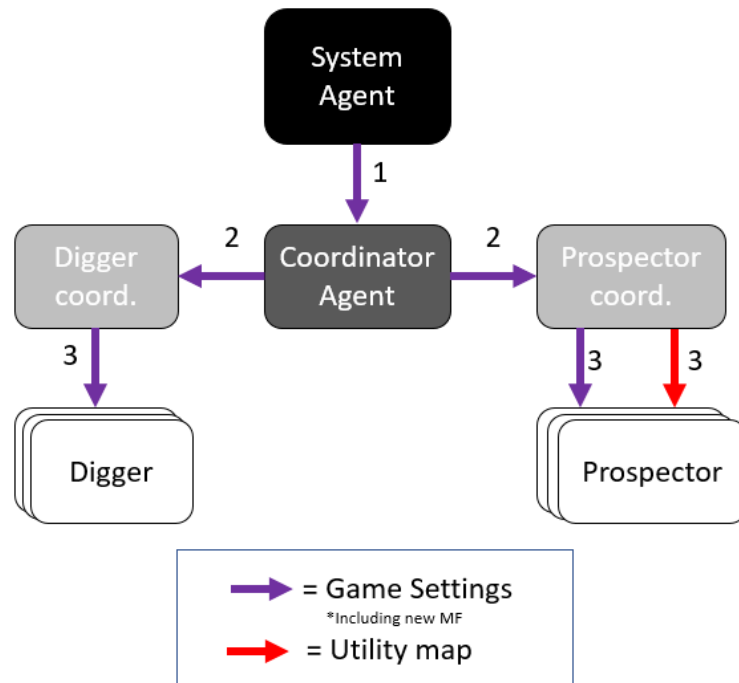 System
Agent
1
2
2
Digger
coord.
Coordinator
Agent
Prospector
coord.
3
3
3
Digger
Prospector
= Game Settings
*Including new MF
= Utility map